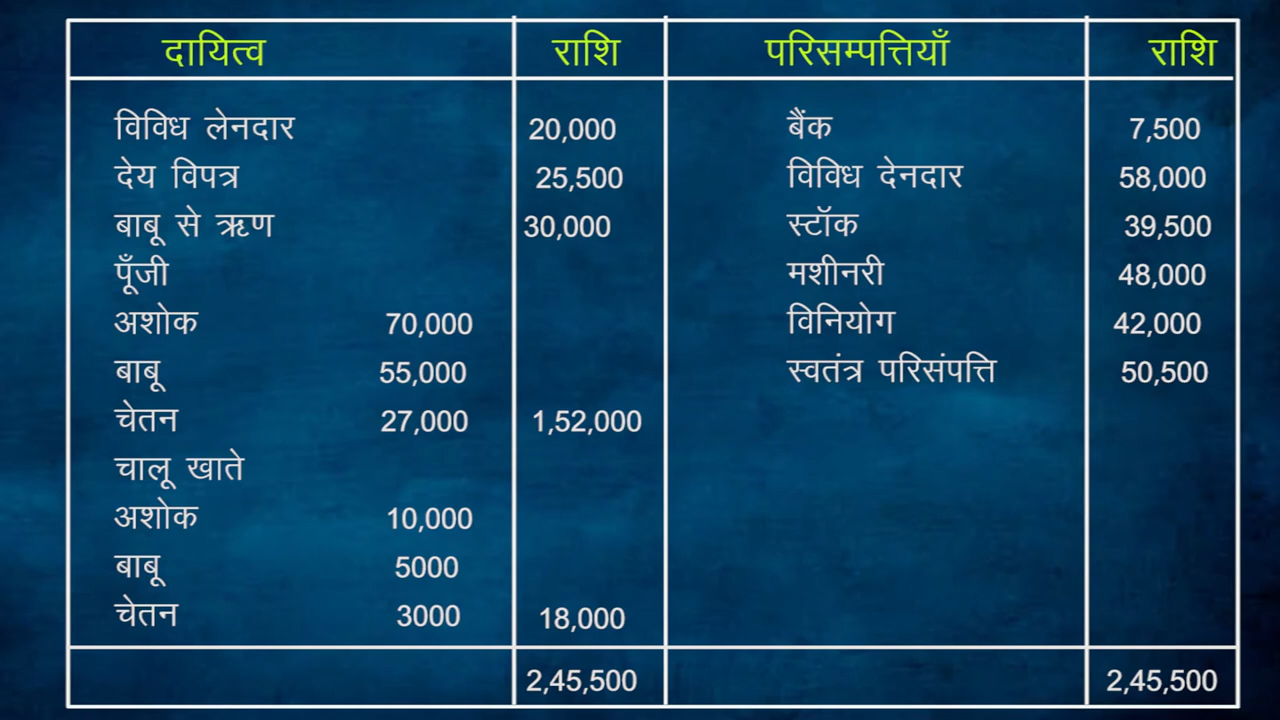 दायित्व राशि परिसम्पत्तियाँ राशि
विविध लेनदार 20,000 बैंक 7,500
देय विपत्र 25,500 विविध देनदार 58,000
बाबू से ऋण 30,000 स्टॉक 39,500
पूँजी मशीनरी 48,000
अशोक 70,000 विनियोग 42,000
बाबू 55,000 स्वतंत्र परिसंपत्ति 50,500
चेतन 27,000 1,52,000
चालू खाते
अशोक 10,000
बाबू 5000
चेतन 3000 18,000
2,45,500 2,45,500